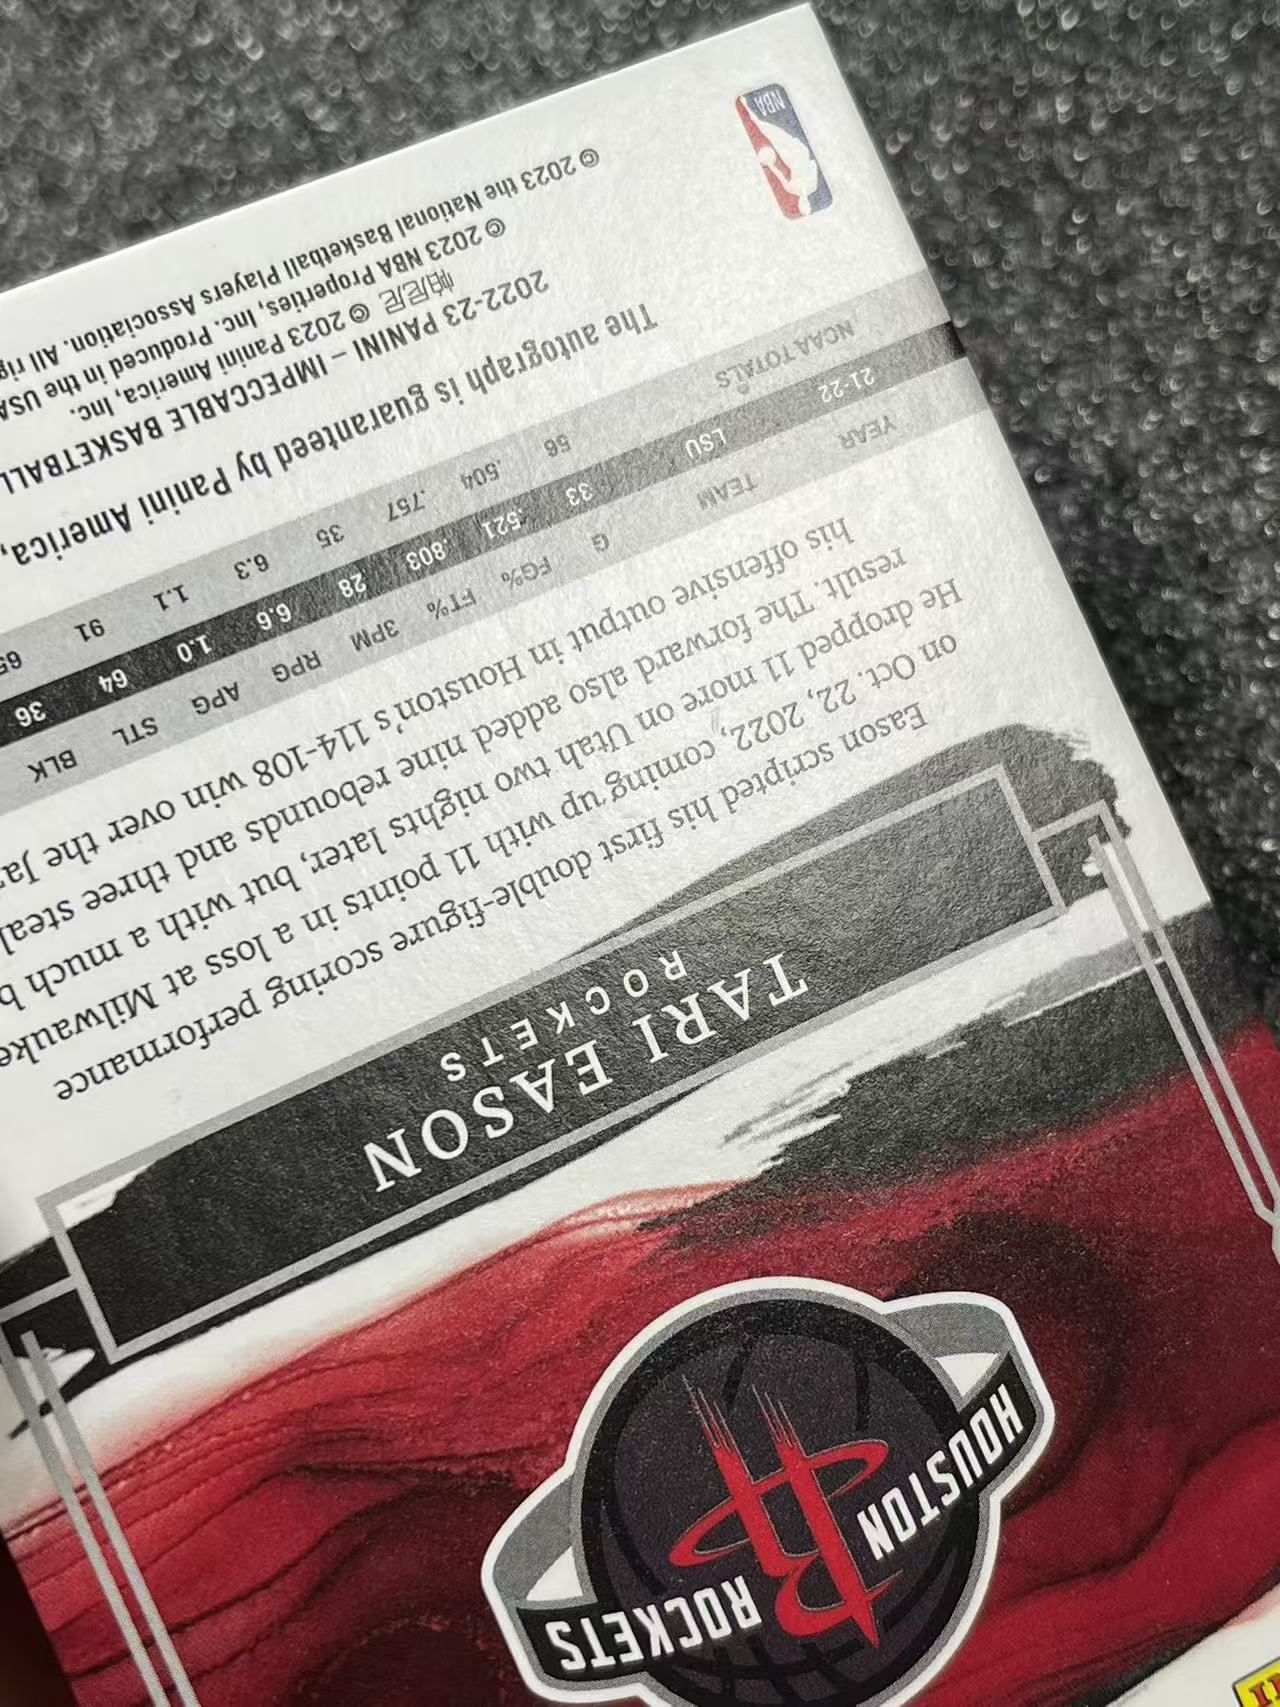 HOUSTON
ROCKETS
TARI EASON
ROCKETS
Eason scripted his first double-figure-scoring performance
on Oct. 22, 2022, coming up with 11 points in a loss at
He dropped 11 more on Utah two nights later, but with a much
result. The forward also added nine rebounds and three
his offensive output in Houston's 114-108 win over the
YEAR TEAM G FG% FT% 3PM RPG APG STL BLK
21-22 LSU 33 .521 .803 28 6.6 1.0 64 36
NCAA TOTALS 56 .504 .757 35 6.3 1.1 91
The autograph is guaranteed by Panini America,
2022-23 PANINI – IMPECCABLE BASKETBALL
帕尼尼 © 2023 Panini America, Inc.
© 2023 NBA Properties, Inc. Produced in the USA
© 2023 the National Basketball Players Association. All
NBA